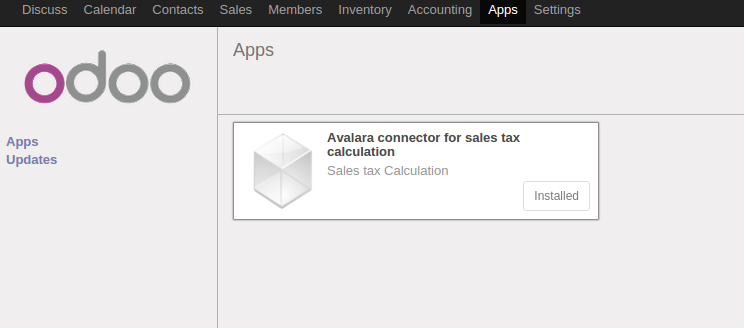 Discuss Calendar Contacts Sales Members Inventory Accounting Apps Settings
odoo
Apps
Apps
Updates
Avalara connector for sales tax
calculation
Sales tax Calculation
Installed